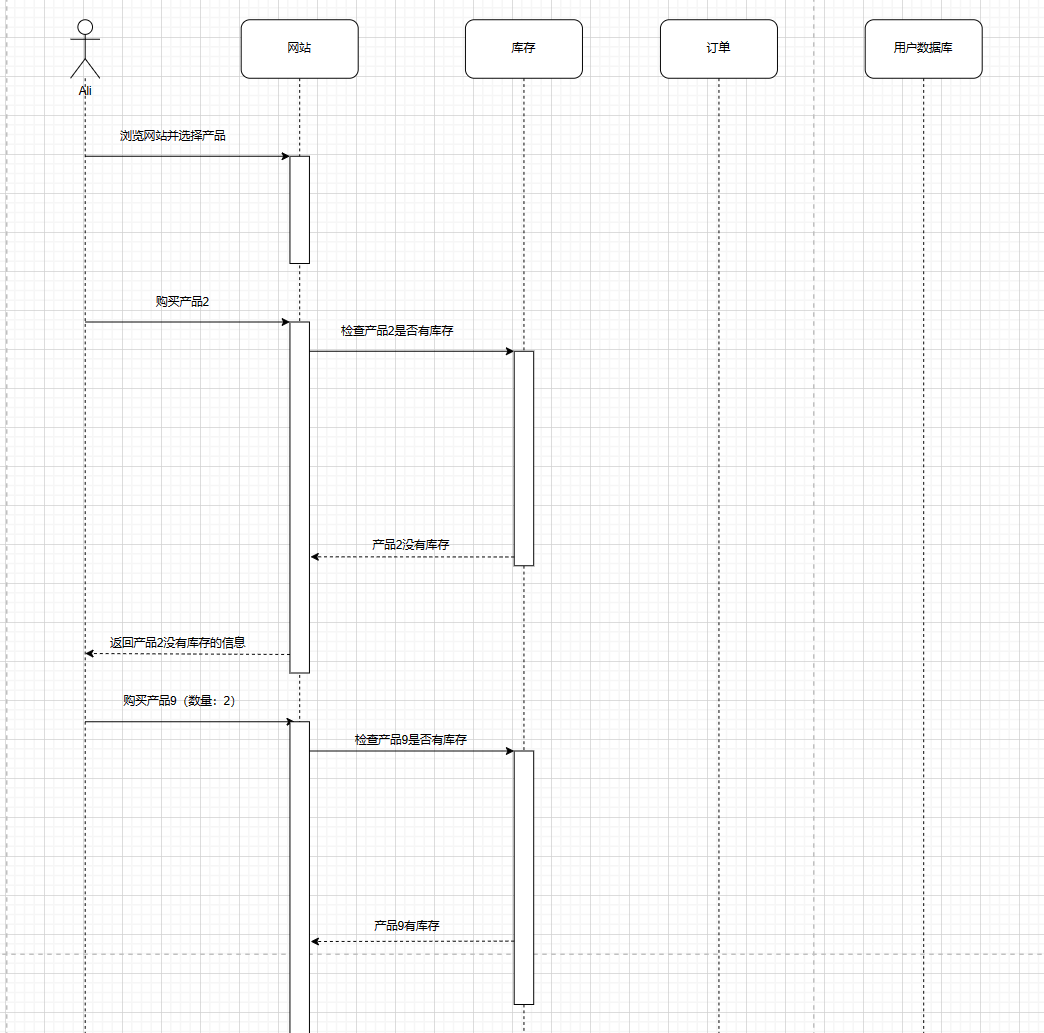 网站
库存
订单
用户数据库
Ali
浏览网站并选择产品
购买产品2
检查产品2是否有库存
产品2没有库存
返回产品2没有库存的信息
购买产品9（数量：2）
检查产品9是否有库存
产品9有库存